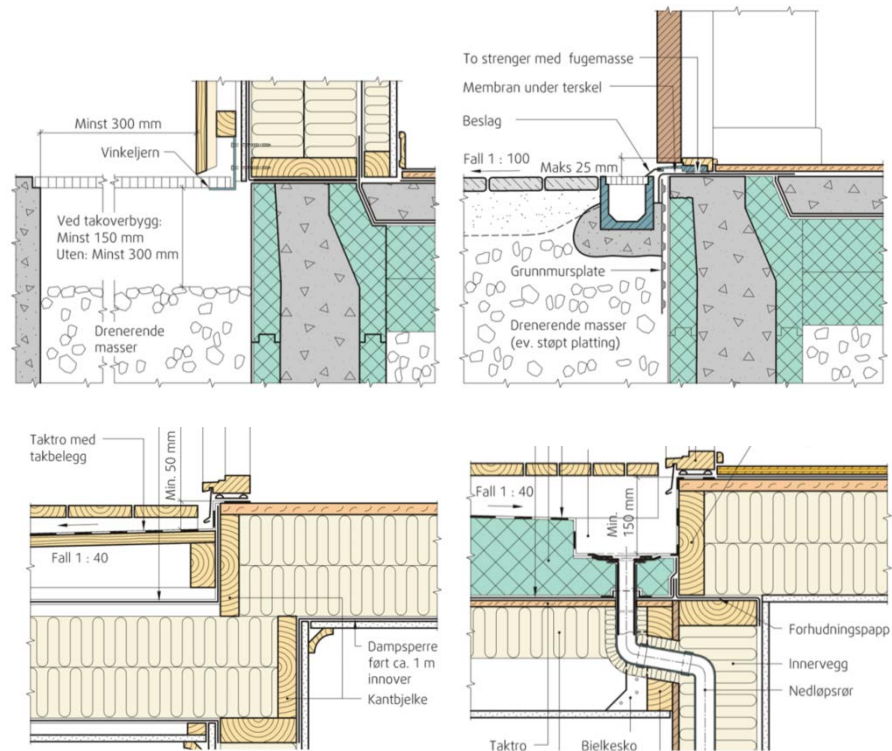 Minst 300 mm
Vinkeljern
Ved takoverbygg:
Minst 150 mm
Uten: Minst 300 mm
Drenerende
masser
To strenger med fugemasse
Membran under terskel
Beslag
Fall 1 : 100
Maks 25 mm
Grunnmursplate
Drenerende masser
(ev. støpt platting)
Taktro med
takbelegg
Min. 50 mm
Fall 1 : 40
Dampsperre
ført ca. 1 m
innover
Kantbjelke
Fall 1 : 40
Min.
150 mm
Forhudningspapp
Innervegg
Nedløpsrør
Taktro
Bjelkesko